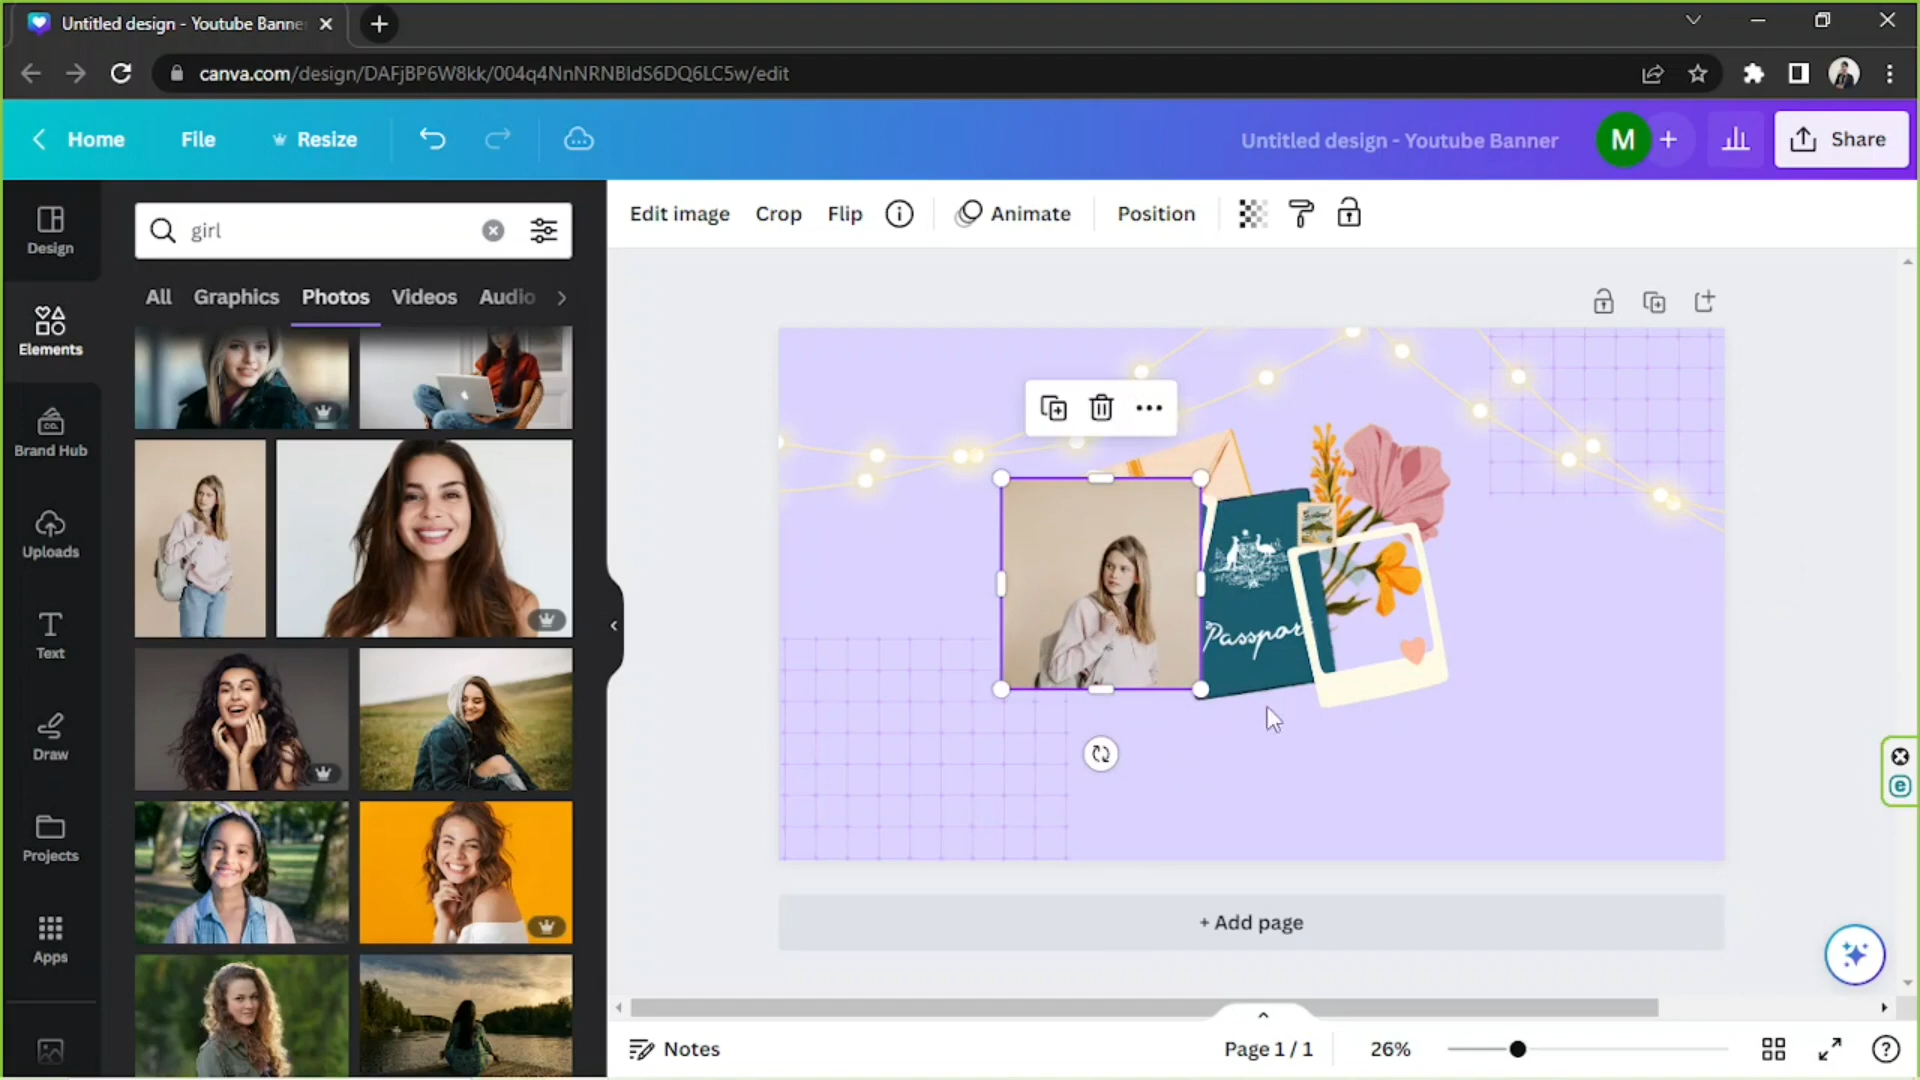 Untitled design - Youtube Banne
canva.com/design/DAFjBP6W8kk/004q4NnNRNBIdS6DQ6LC5w/edit
Home
File
Resize
Untitled design - Youtube Banner
M
Share
Design
Elements
Brand Hub
Uploads
Text
Draw
Projects
Apps
girl
All
Graphics
Photos
Videos
Audio
Edit image
Crop
Flip
Animate
Position
Passport
+ Add page
Notes
Page 1 / 1
26%